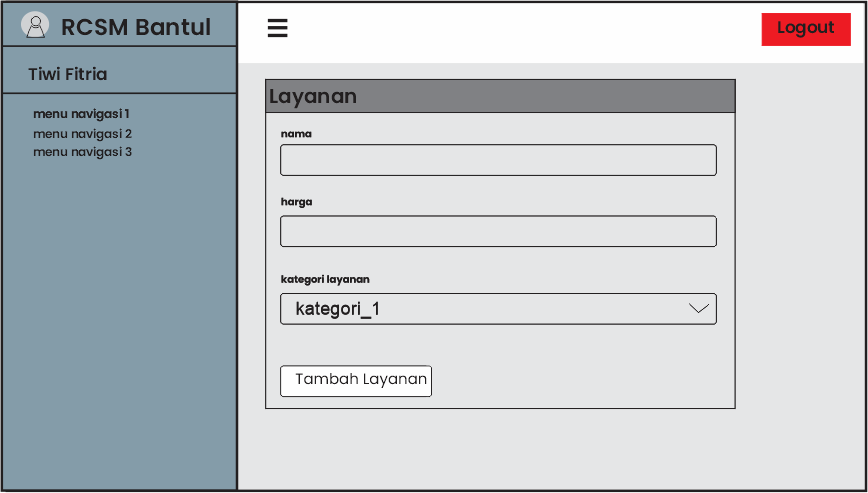 RCSM Bantul
Logout
Tiwi Fitria
menu navigasi 1
menu navigasi 2
menu navigasi 3
Layanan
nama
harga
kategori layanan
kategori_1
Tambah Layanan